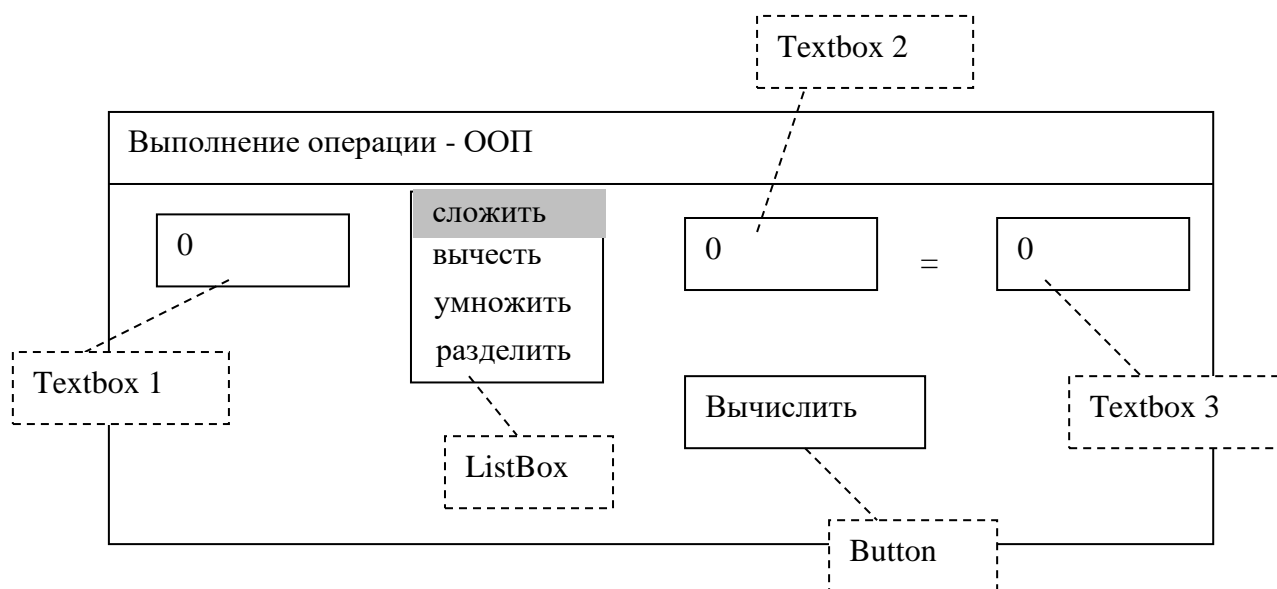 Textbox 2
Выполнение операции - ООП
сложить
0
0
=
0
вычесть
умножить
разделить
Textbox 1
Вычислить
Textbox 3
ListBox
Button